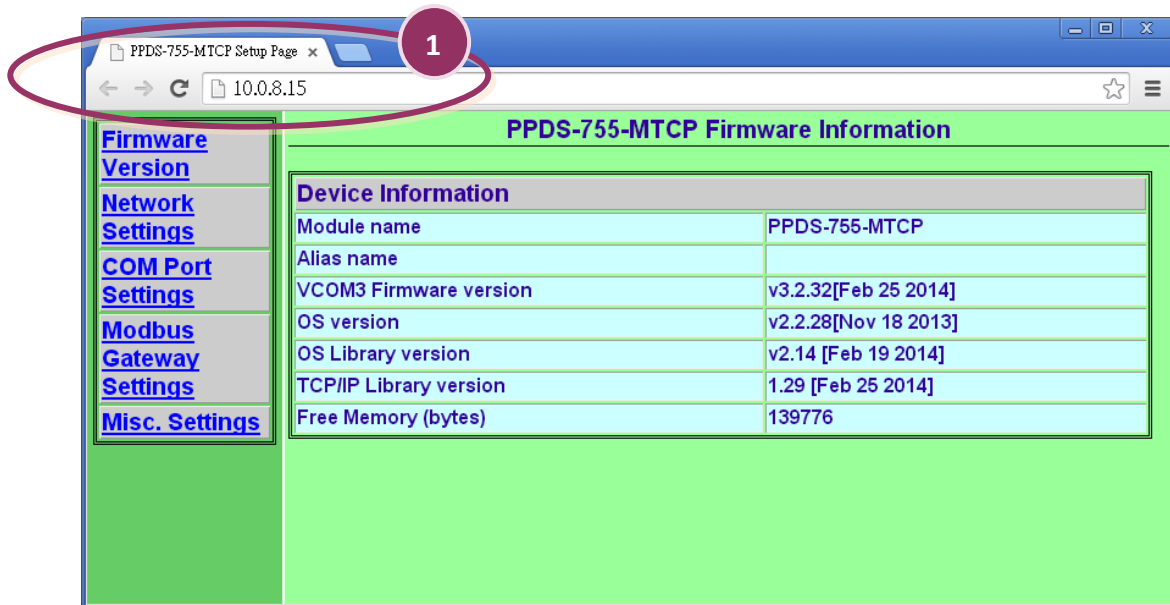 PPDS-755-MTCP Setup Page
1
10.0.8.15
Firmware
Version
Network
Settings
COM Port
Settings
Modbus
Gateway
Settings
Misc. Settings
PPDS-755-MTCP Firmware Information
Device Information
Module name PPDS-755-MTCP
Alias name
VCOM3 Firmware version v3.2.32[Feb 25 2014]
OS version v2.2.28[Nov 18 2013]
OS Library version v2.14 [Feb 19 2014]
TCP/IP Library version 1.29 [Feb 25 2014]
Free Memory (bytes) 139776